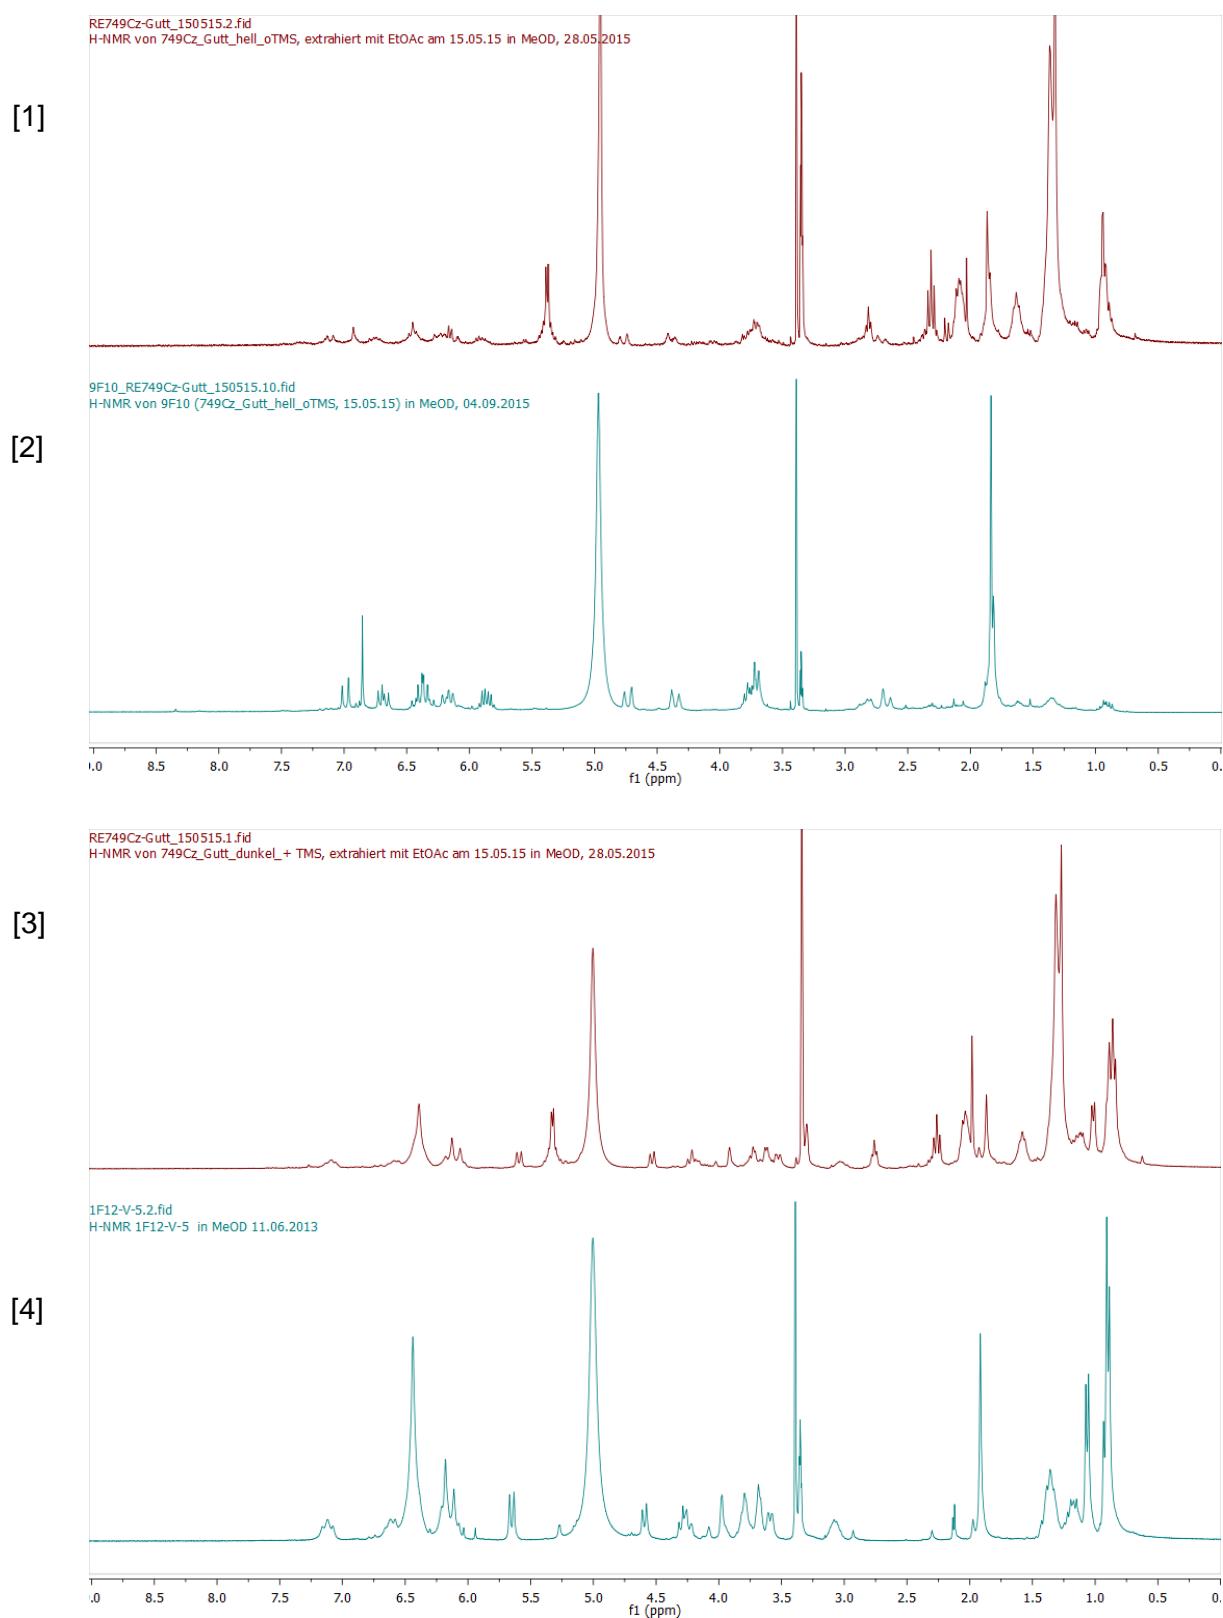 RE749Cz-Gutt_150515.2.fid
H-NMR von 749Cz_Gutt_hell_oTMS, extrahiert mit EtOAc am 15.05.15 in MeOD, 28.05.2015
[1]
9F10_RE749Cz-Gutt_150515.10.fid
H-NMR von 9F10 (749Cz_Gutt_hell_oTMS, 15.05.15) in MeOD, 04.09.2015
[2]
.0 8.5 8.0 7.5 7.0 6.5 6.0 5.5 5.0 4.5 4.0 3.5 3.0 2.5 2.0 1.5 1.0 0.5 0.
f1 (ppm)
RE749Cz-Gutt_150515.1.fid
H-NMR von 749Cz_Gutt_dunkel_+ TMS, extrahiert mit EtOAc am 15.05.15 in MeOD, 28.05.2015
[3]
1F12-V-5.2.fid
H-NMR 1F12-V-5 in MeOD 11.06.2013
[4]
.0 8.5 8.0 7.5 7.0 6.5 6.0 5.5 5.0 4.5 4.0 3.5 3.0 2.5 2.0 1.5 1.0 0.5 0.
f1 (ppm)